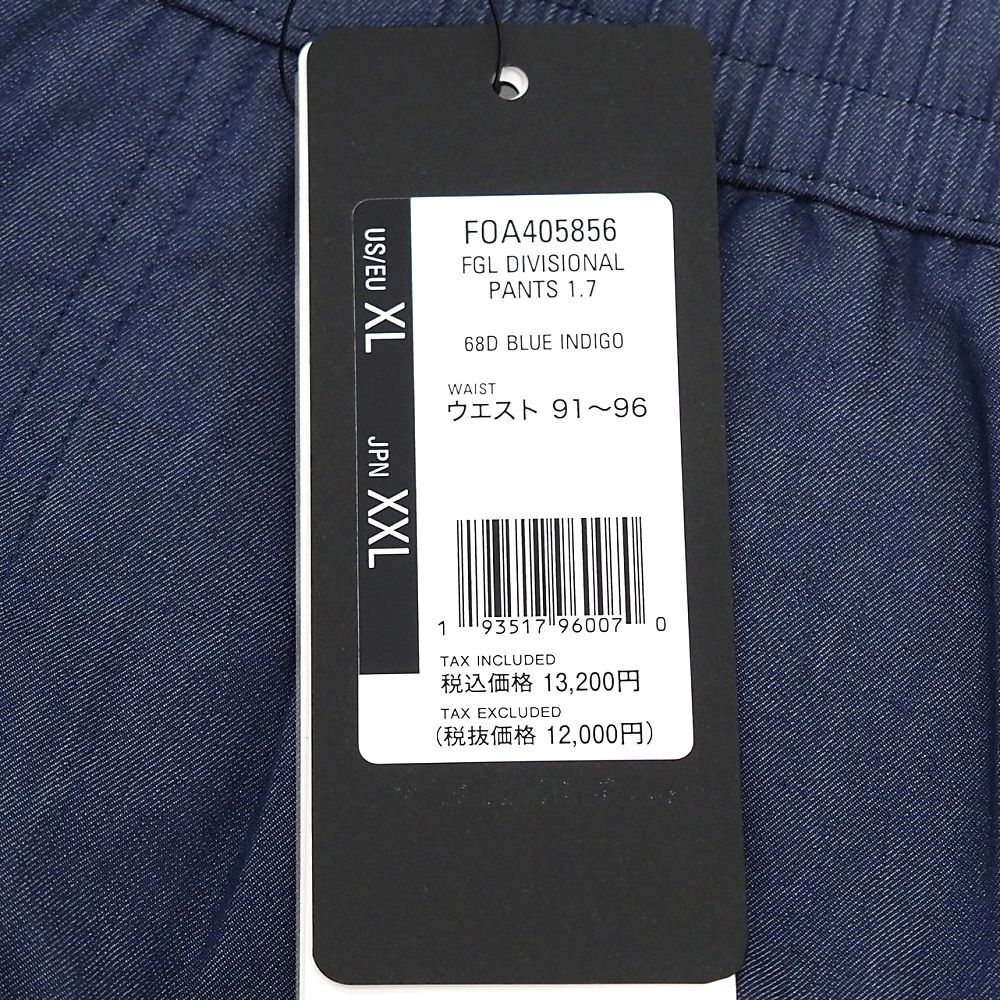 US/EU XL
JPN XXL
FOA405856
FGL DIVISIONAL
PANTS 1.7
68D BLUE INDIGO
WAIST
ウエスト 91～96
1 93517 96007 0
TAX INCLUDED
税込価格 13,200円
TAX EXCLUDED
(税抜価格 12,000円)